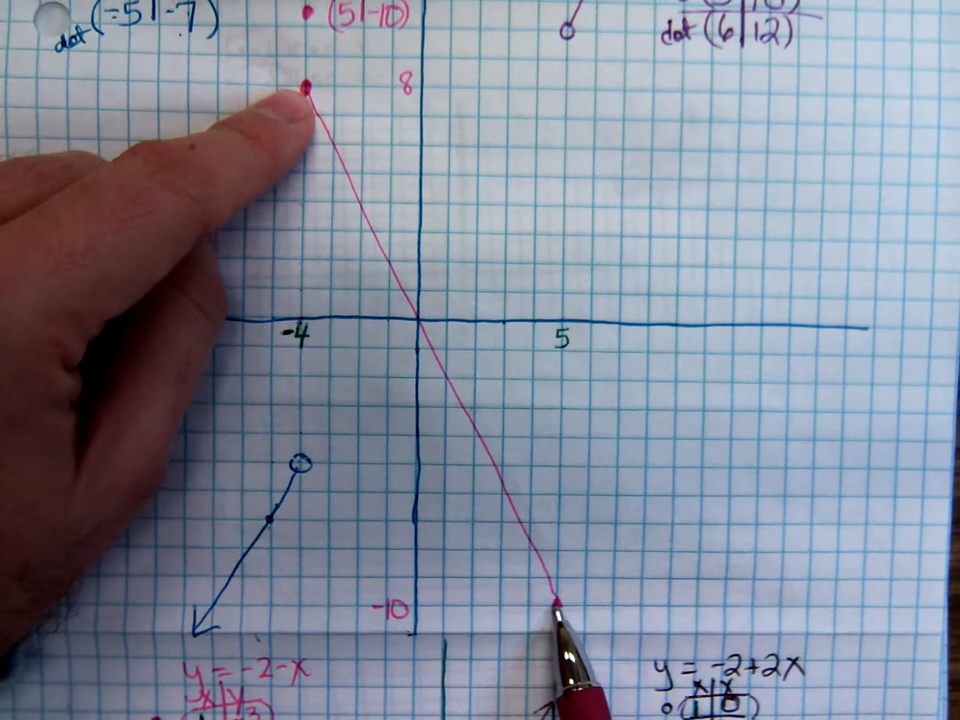 dot (-5|-7)
• (5|-10)
dot (6|12)
8
-4
5
-10
y = -2-x
x|y
y = -2+2x
x|y
(1|0